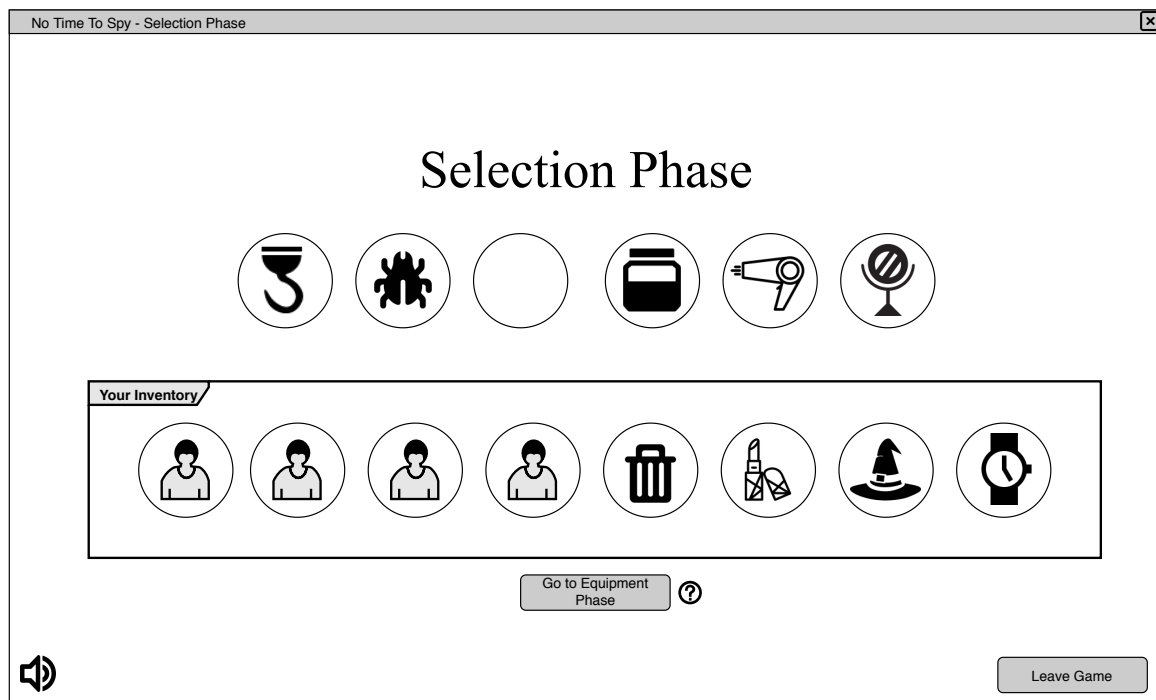 No Time To Spy - Selection Phase
Selection Phase
Your Inventory
Go to Equipment
Phase
?
Leave Game